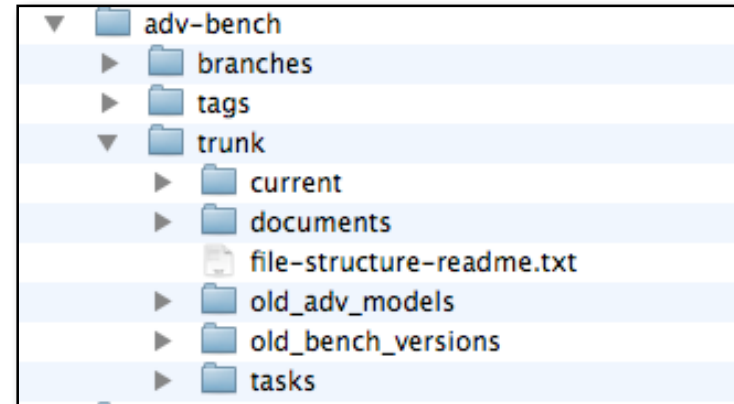 adv-bench
branches
tags
trunk
current
documents
file-structure-readme.txt
old_adv_models
old_bench_versions
tasks